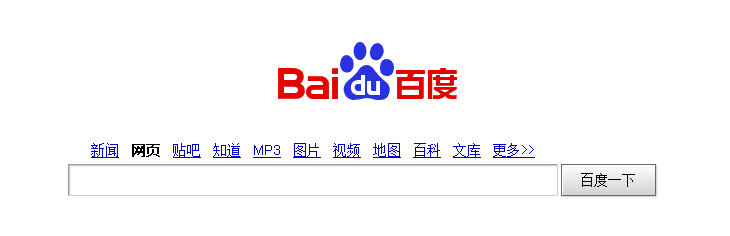 Bai du 百度
新闻 网页 贴吧 知道 MP3 图片 视频 地图 百科 文库 更多>>
百度一下